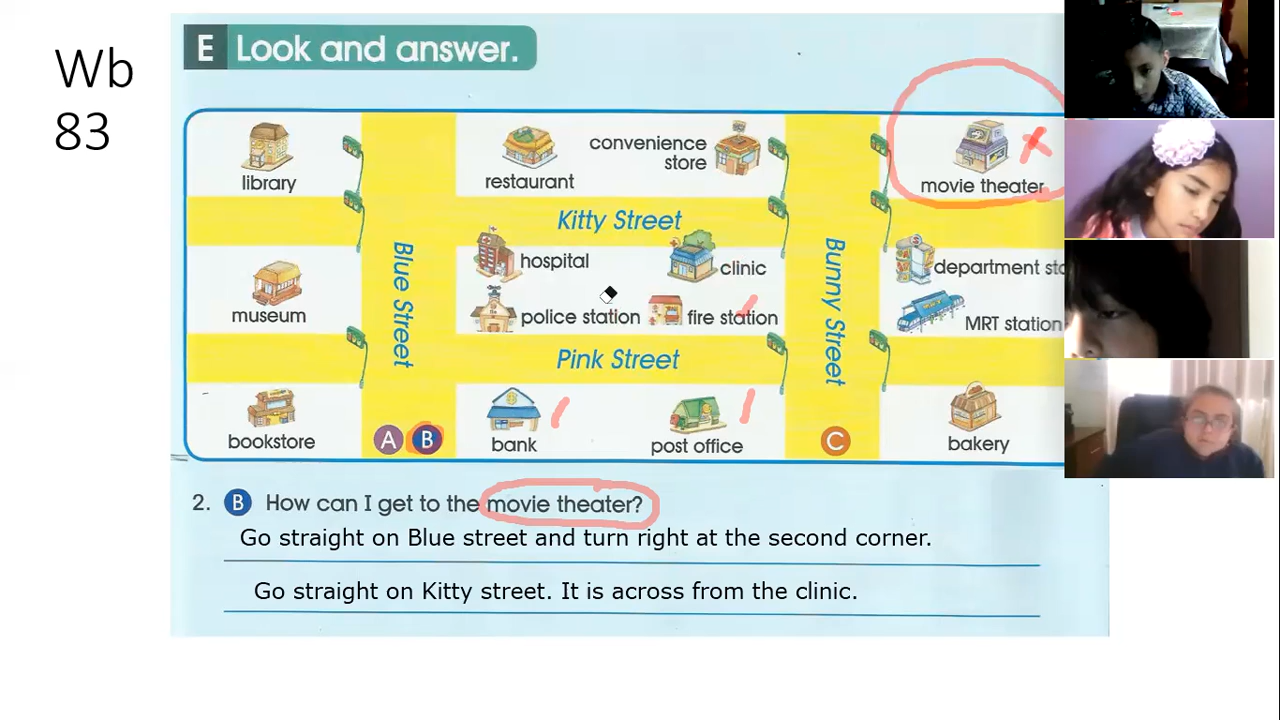 Wb
83
E Look and answer.
library
restaurant
convenience
store
movie theater
Kitty Street
Blue Street
Bunny Street
hospital
clinic
department sto
museum
police station
fire station
MRT station
Pink Street
bookstore
A B
bank
post office
C
bakery
2. B How can I get to the movie theater?
Go straight on Blue street and turn right at the second corner.
Go straight on Kitty street. It is across from the clinic.